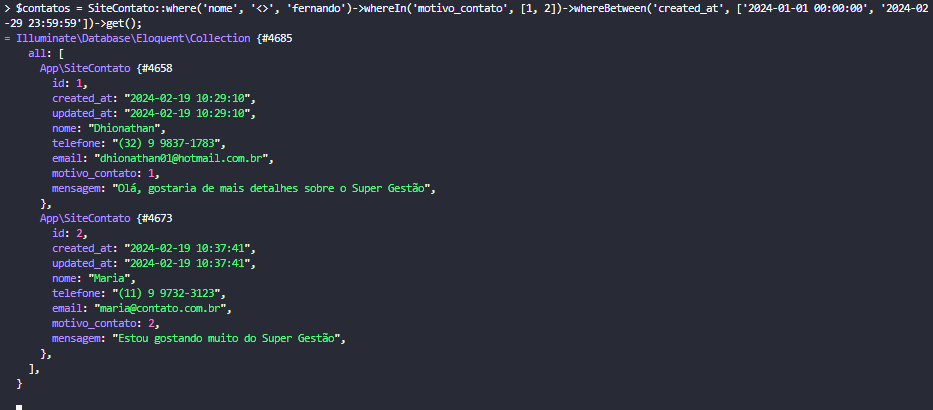 > $contatos = SiteContato::where('nome', '<>', 'fernando')->whereIn('motivo_contato', [1, 2])->whereBetween('created_at', ['2024-01-01 00:00:00', '2024-02
-29 23:59:59'])->get();
= Illuminate\Database\Eloquent\Collection {#4685
all: [
App\SiteContato {#4658
id: 1,
created_at: "2024-02-19 10:29:10",
updated_at: "2024-02-19 10:29:10",
nome: "Dhionathan",
telefone: "(32) 9 9837-1783",
email: "dhionathan01@hotmail.com.br",
motivo_contato: 1,
mensagem: "Olá, gostaria de mais detalhes sobre o Super Gestão",
},
App\SiteContato {#4673
id: 2,
created_at: "2024-02-19 10:37:41",
updated_at: "2024-02-19 10:37:41",
nome: "Maria",
telefone: "(11) 9 9732-3123",
email: "maria@contato.com.br",
motivo_contato: 2,
mensagem: "Estou gostando muito do Super Gestão",
},
],
}